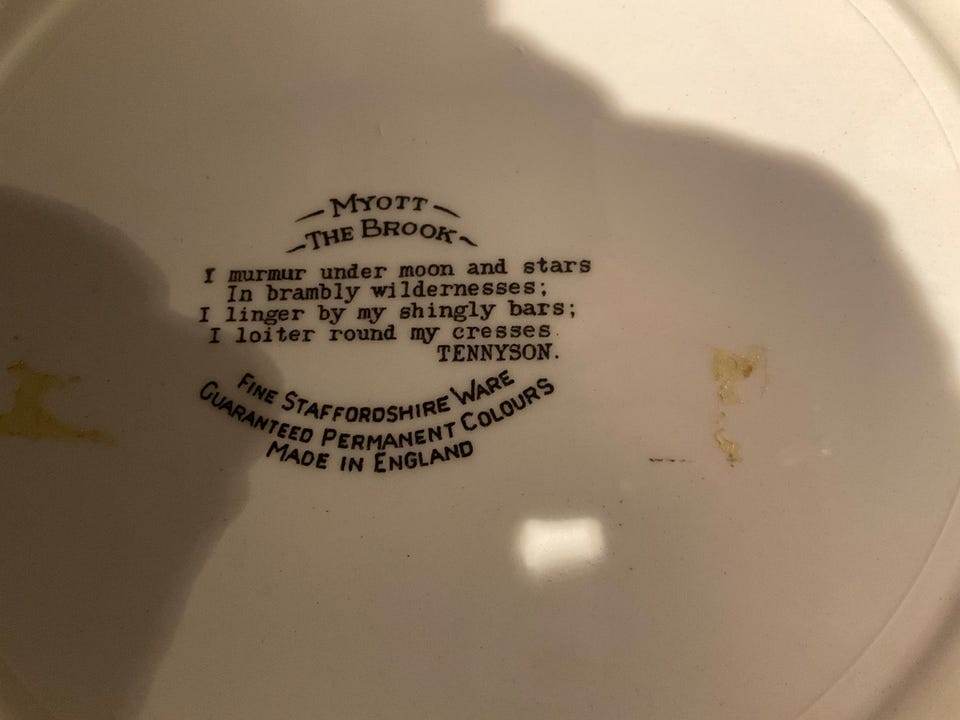 MYOTT
THE BROOK
I murmur under moon and stars
In brambly wildernesses;
I linger by my shingly bars;
I loiter round my cresses.
TENNYSON.
FINE STAFFORDSHIRE WARE
GUARANTEED PERMANENT COLOURS
MADE IN ENGLAND